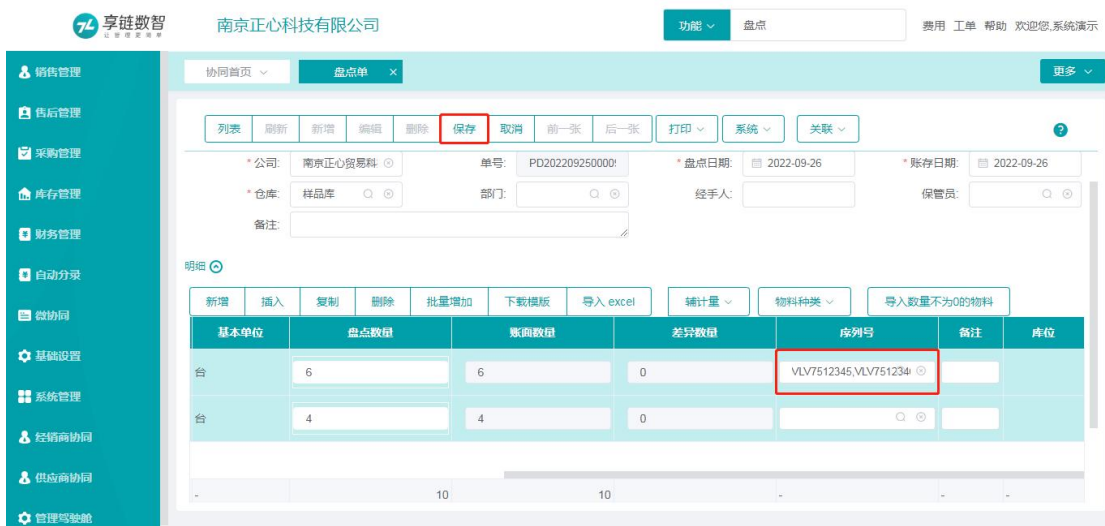 享链数智
让管理更简单
南京正心科技有限公司
功能
盘点
费用 工单 帮助 欢迎您,系统演示
销售管理
售后管理
采购管理
库存管理
财务管理
自动分录
微协同
基础设置
系统管理
经销商协同
供应商协同
管理驾驶舱
协同首页
盘点单 ×
更多
列表 刷新 新增 编辑 删除 保存 取消 前一张 后一张 打印 系统 关联
* 公司: 南京正心贸易科 单号: PD202209250000 * 盘点日期: 2022-09-26 * 账存日期: 2022-09-26
* 仓库: 样品库 部门: 经手人: 保管员:
备注:
明细
新增 插入 复制 删除 批量增加 下载模版 导入 excel 辅计量 物料种类 导入数量不为0的物料
基本单位 盘点数量 账面数量 差异数量 序列号 备注 库位
台 6 6 0 VLV7512345,VLV751234
台 4 4 0
- 10 10 - - -